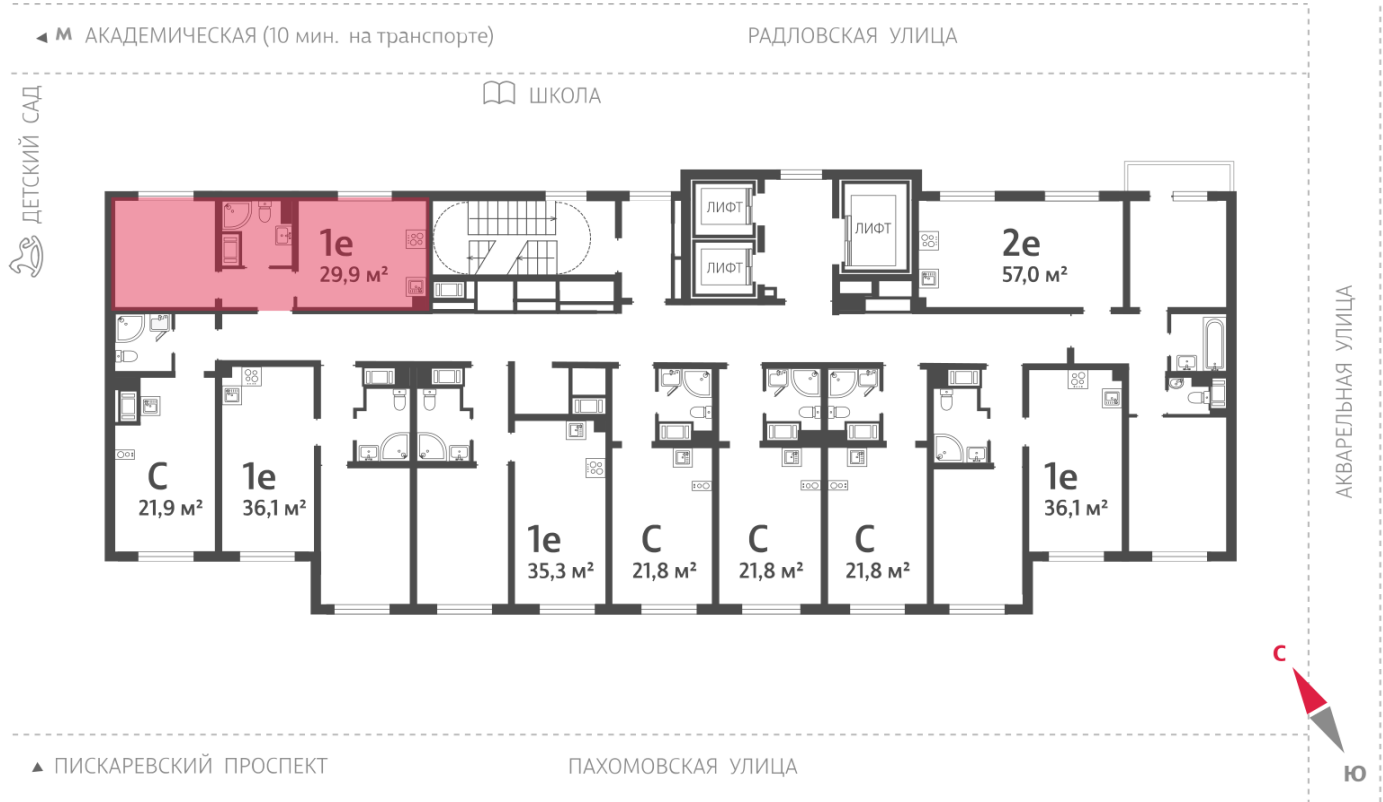 М АКАДЕМИЧЕСКАЯ (10 мин. на транспорте)
РАДЛОВСКАЯ УЛИЦА
ШКОЛА
ДЕТСКИЙ САД
ЛИФТ
ЛИФТ
ЛИФТ
1е
29,9 м²
2е
57,0 м²
АКВАРЕЛЬНАЯ УЛИЦА
С
21,9 м²
1е
36,1 м²
1е
35,3 м²
С
21,8 м²
С
21,8 м²
С
21,8 м²
1е
36,1 м²
С
Ю
ПИСКАРЕВСКИЙ ПРОСПЕКТ
ПАХОМОВСКАЯ УЛИЦА